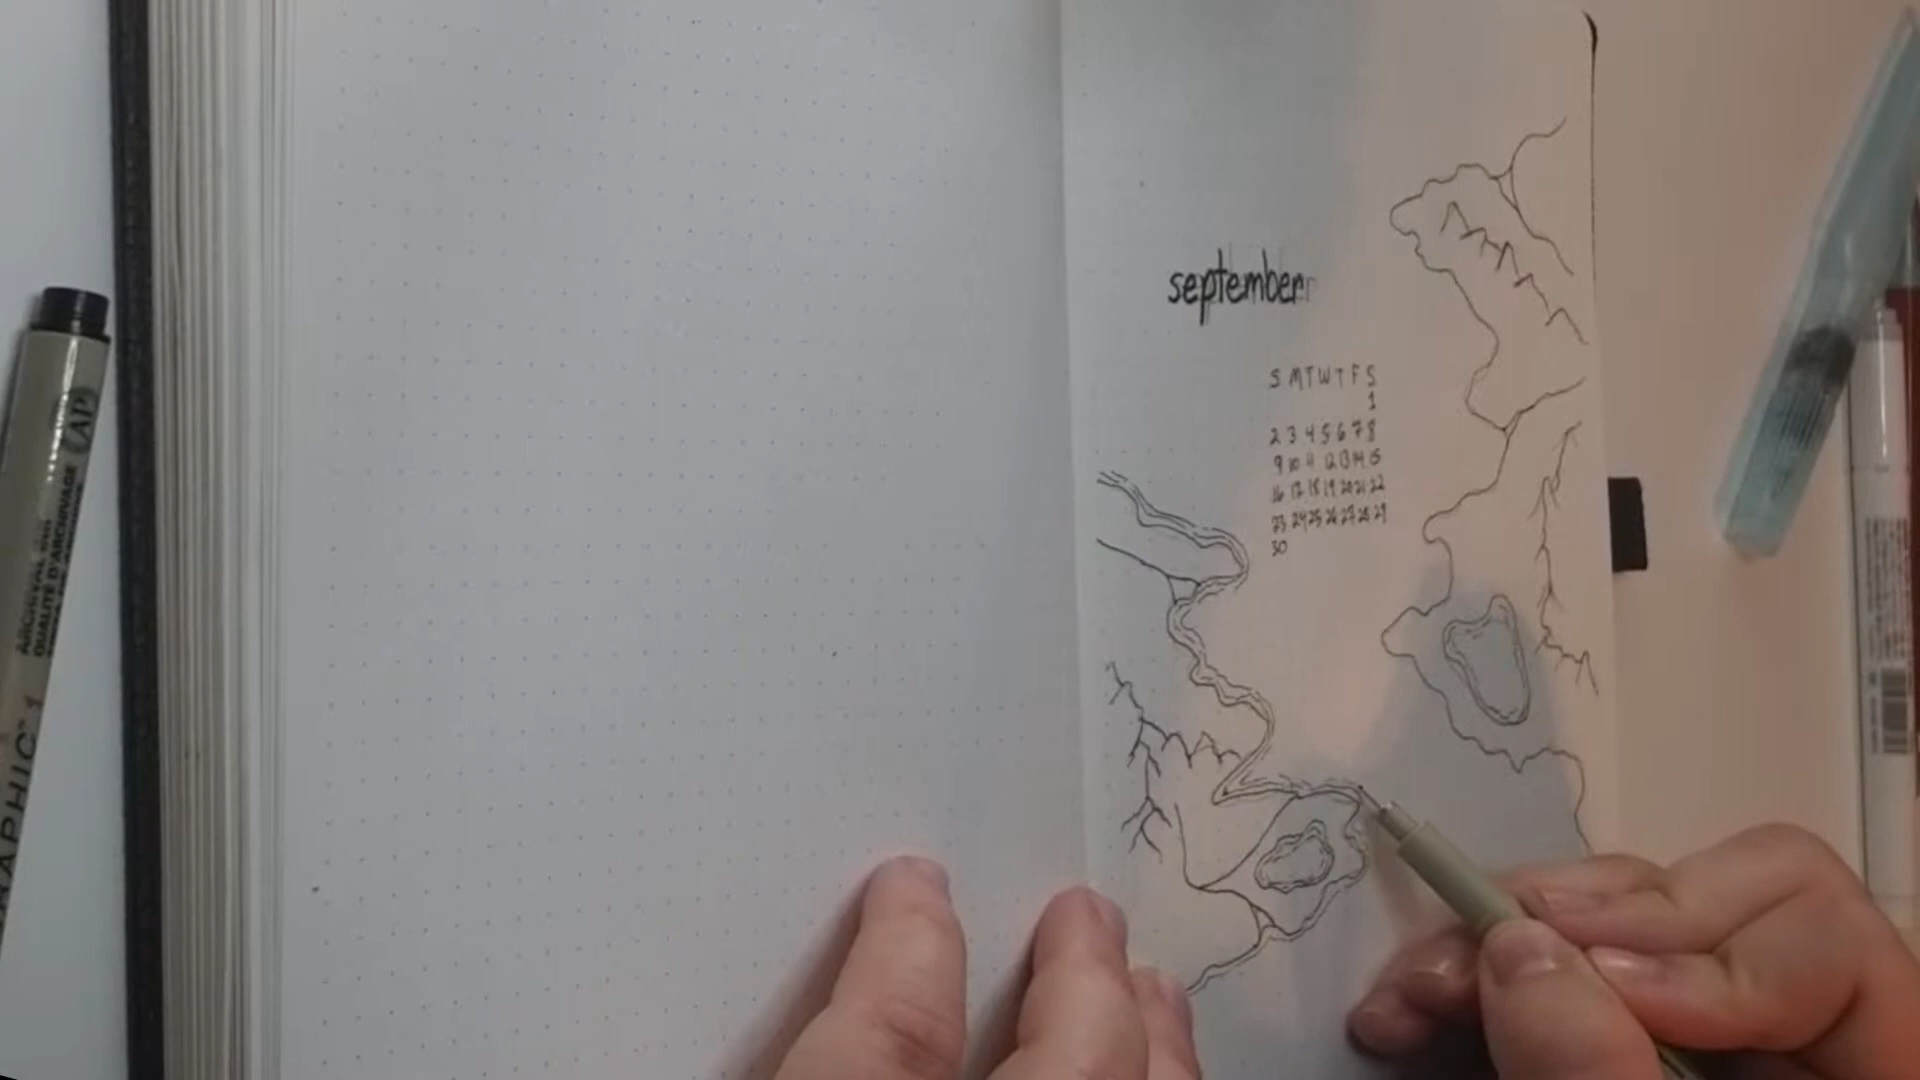 september
S M T W T F S
1
2 3 4 5 6 7 8
9 10 11 12 13 14 15
16 17 18 19 20 21 22
23 24 25 26 27 28 29
30
AP
ARCHIVAL INK
QUALITÉ D'ARCHIVAGE
APHIC 1